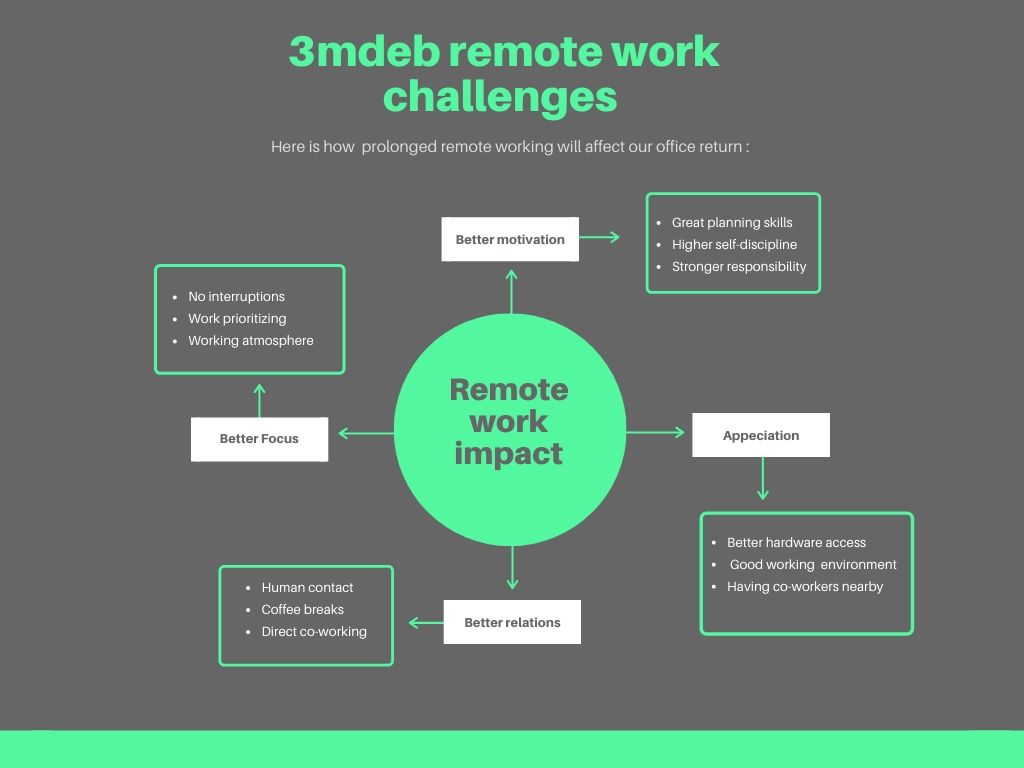 3mdeb remote work
challenges
Here is how  prolonged remote working will affect our office return :
Better motivation
• Great planning skills
• Higher self-discipline
• Stronger responsibility
• No interruptions
• Work prioritizing
• Working atmosphere
Better Focus
Remote
work
impact
Appeciation
• Better hardware access
• Good working  environment
• Having co-workers nearby
• Human contact
• Coffee breaks
• Direct co-working
Better relations